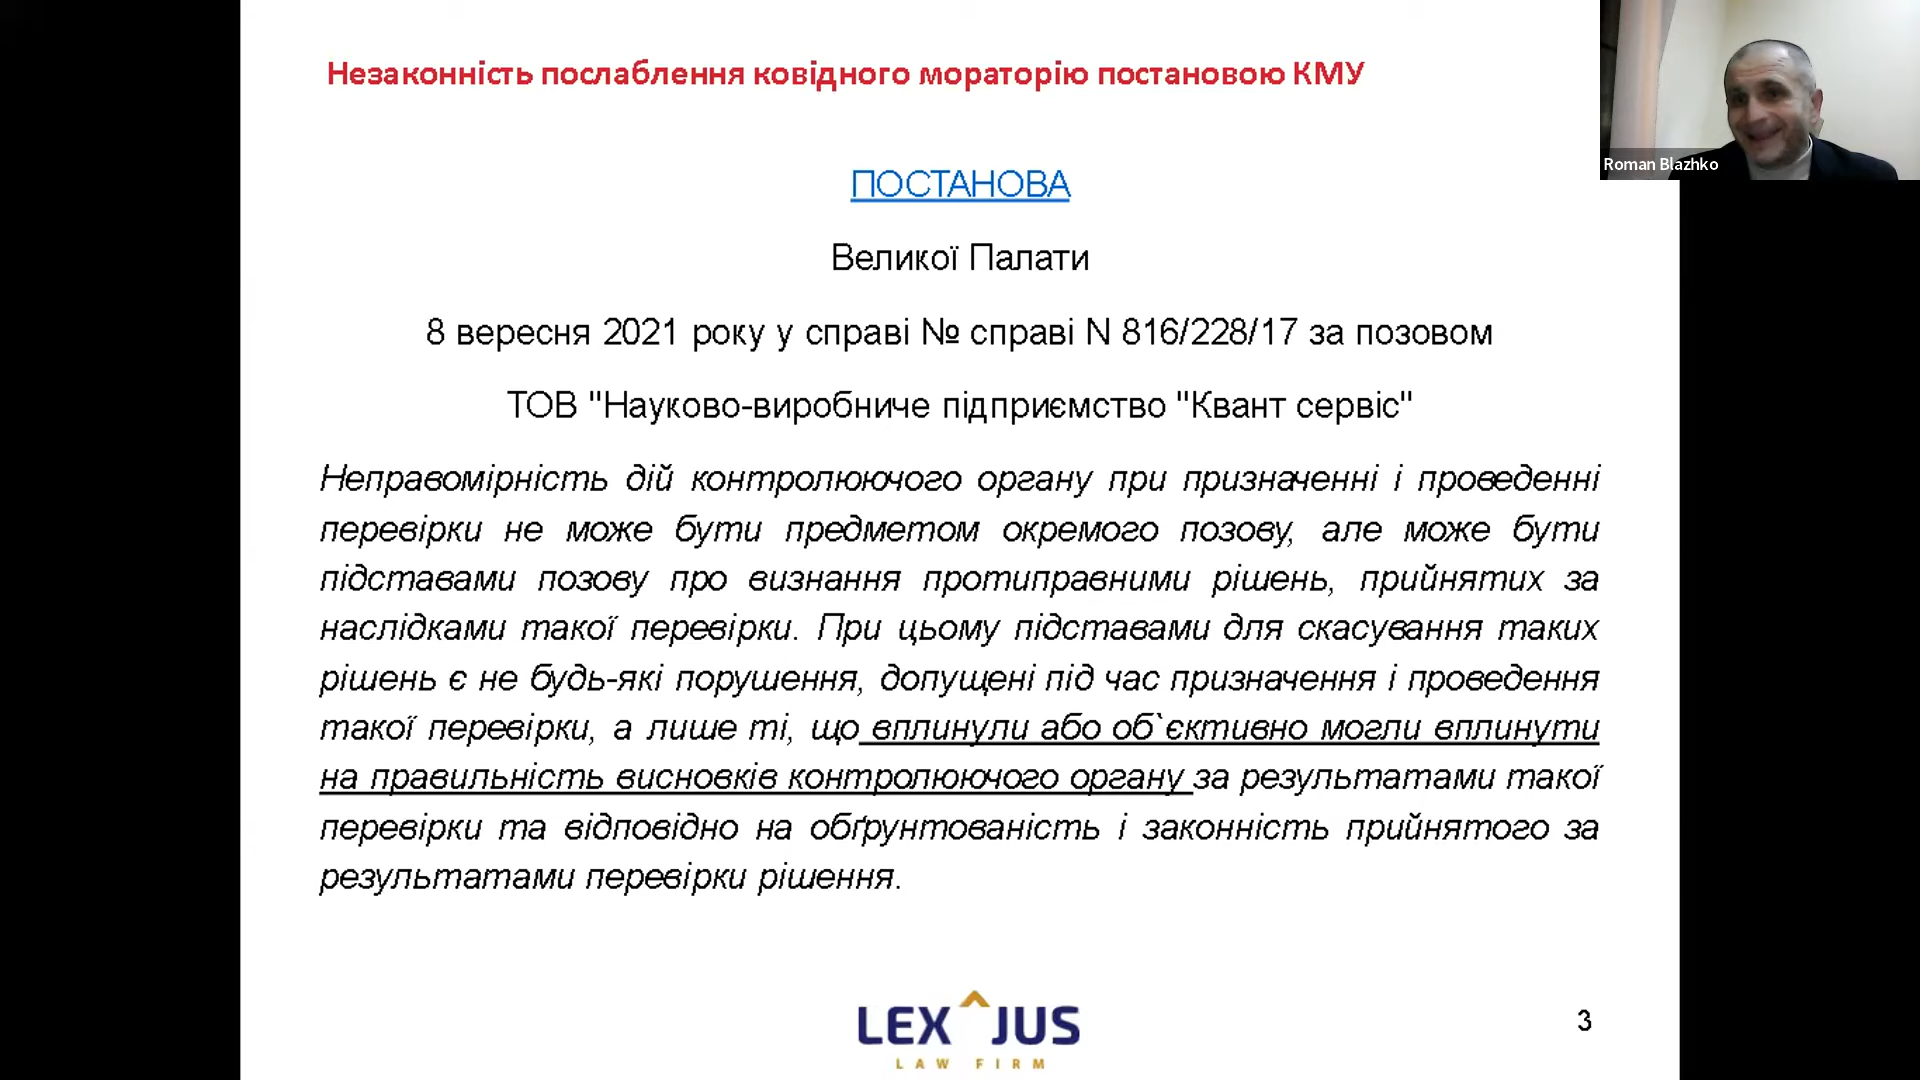 Незаконність послаблення ковідного мораторію постановою КМУ
Roman Blazhko
ПОСТАНОВА
Великої Палати
8 вересня 2021 року у справі № справі N 816/228/17 за позовом
ТОВ "Науково-виробниче підприємство "Квант сервіс"
Неправомірність дій контролюючого органу при призначенні і проведенні
перевірки не може бути предметом окремого позову, але може бути
підставами позову про визнання протиправними рішень, прийнятих за
наслідками такої перевірки. При цьому підставами для скасування таких
рішень є не будь-які порушення, допущені під час призначення і проведення
такої перевірки, а лише ті, що вплинули або об`єктивно могли вплинути
на правильність висновків контролюючого органу за результатами такої
перевірки та відповідно на обґрунтованість і законність прийнятого за
результатами перевірки рішення.
LEX JUS
LAW FIRM
3